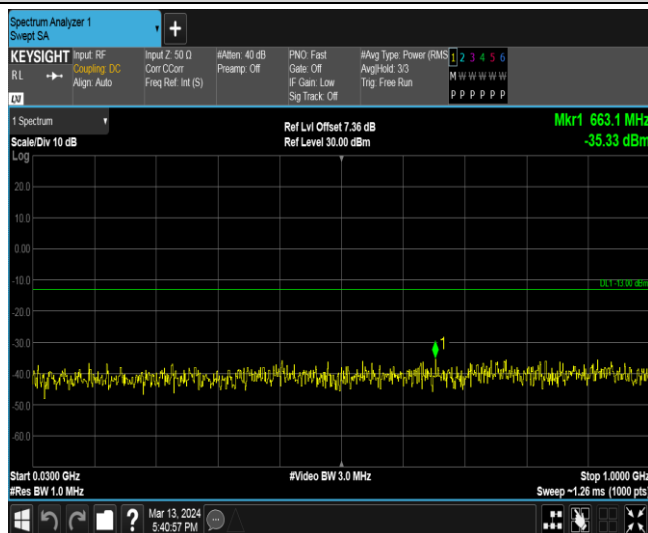 Spectrum Analyzer 1
Swept SA
KEYSIGHT
RL
LXI
Input: RF
Coupling: DC
Align: Auto
Input Z: 50 Ω
Corr CCorr
Freq Ref: Int (S)
#Atten: 40 dB
Preamp: Off
PNO: Fast
Gate: Off
IF Gain: Low
Sig Track: Off
#Avg Type: Power (RMS
Avg|Hold: 3/3
Trig: Free Run
1 2 3 4 5 6
M W W W W W
P P P P P P
1 Spectrum
Scale/Div 10 dB
Log
Ref Lvl Offset 7.36 dB
Ref Level 30.00 dBm
Mkr1 663.1 MHz
-35.33 dBm
20.0
10.0
0.00
-10.0
DL1 -13.00 dBm
-20.0
-30.0
1
-40.0
-50.0
-60.0
Start 0.0300 GHz
#Res BW 1.0 MHz
#Video BW 3.0 MHz
Stop 1.0000 GHz
Sweep ~1.26 ms (1000 pts)
?
Mar 13, 2024
5:40:57 PM